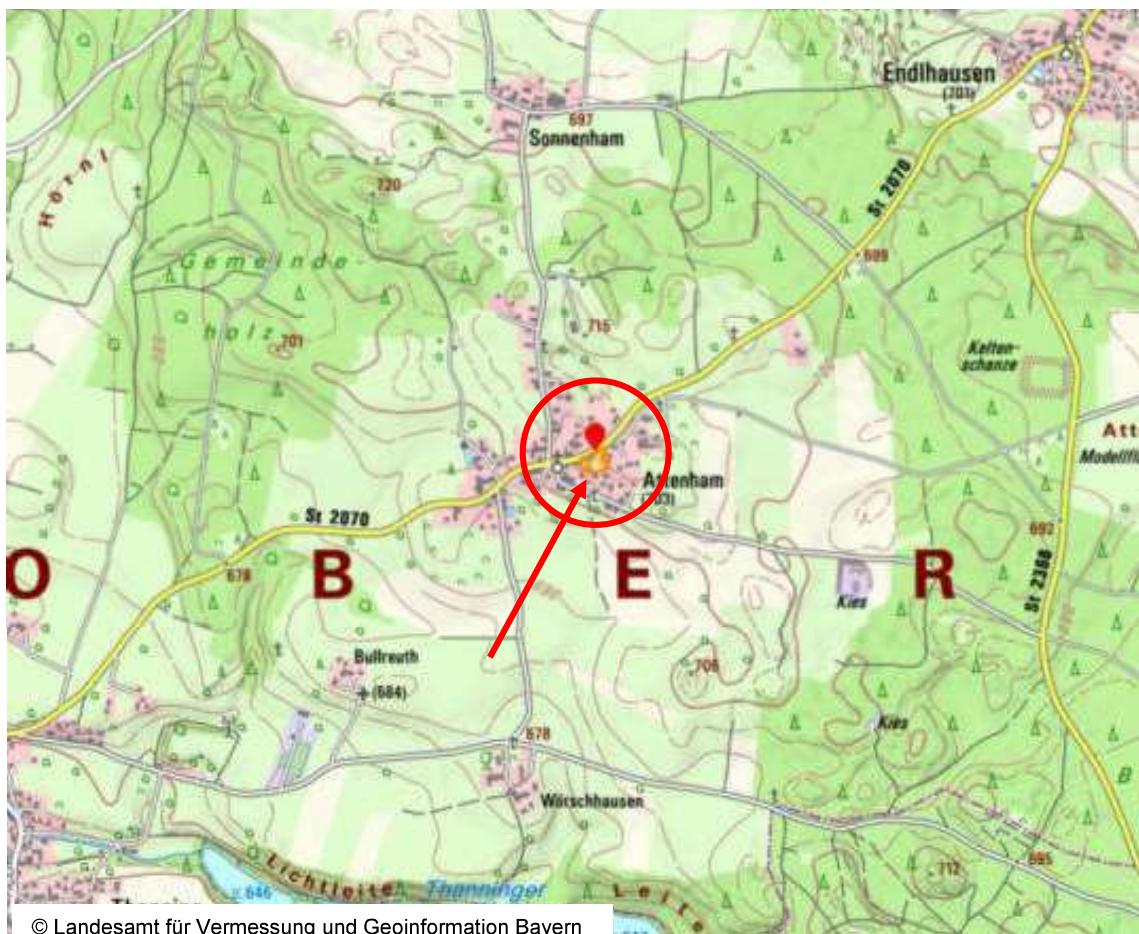 Endlhausen
(703)
697
Sonnenham
Hörnl
720
St 2070
Gemeinde-
699
715
holz
701
Kelten-
schanze
Att
Attenham
(703)
St 2070
692
678
O B E R
Kies
St 2368
Bullreuth
706
(684)
Kies
678
B
Wörschhausen
695
712
Lichtleite
Thanninger
Leite
646
© Landesamt für Vermessung und Geoinformation Bayern